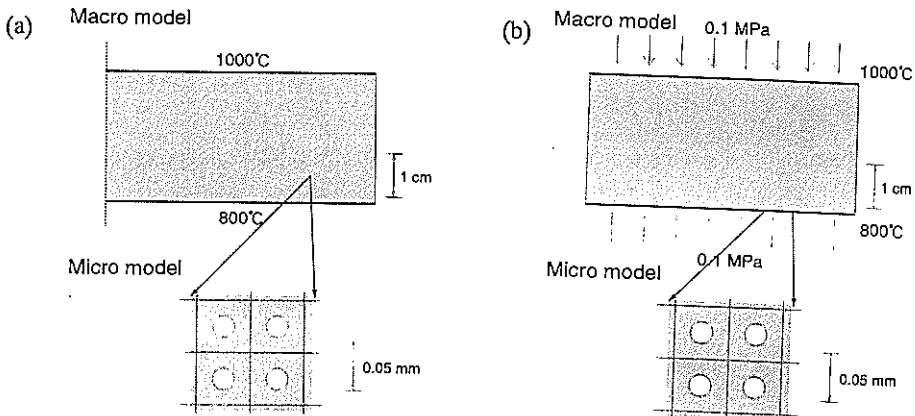 (a)
Macro model
1000℃
1 cm
800℃
Micro model
0.05 mm
(b)
Macro model
0.1 MPa
1000℃
1 cm
800℃
0.1 MPa
Micro model
0.05 mm